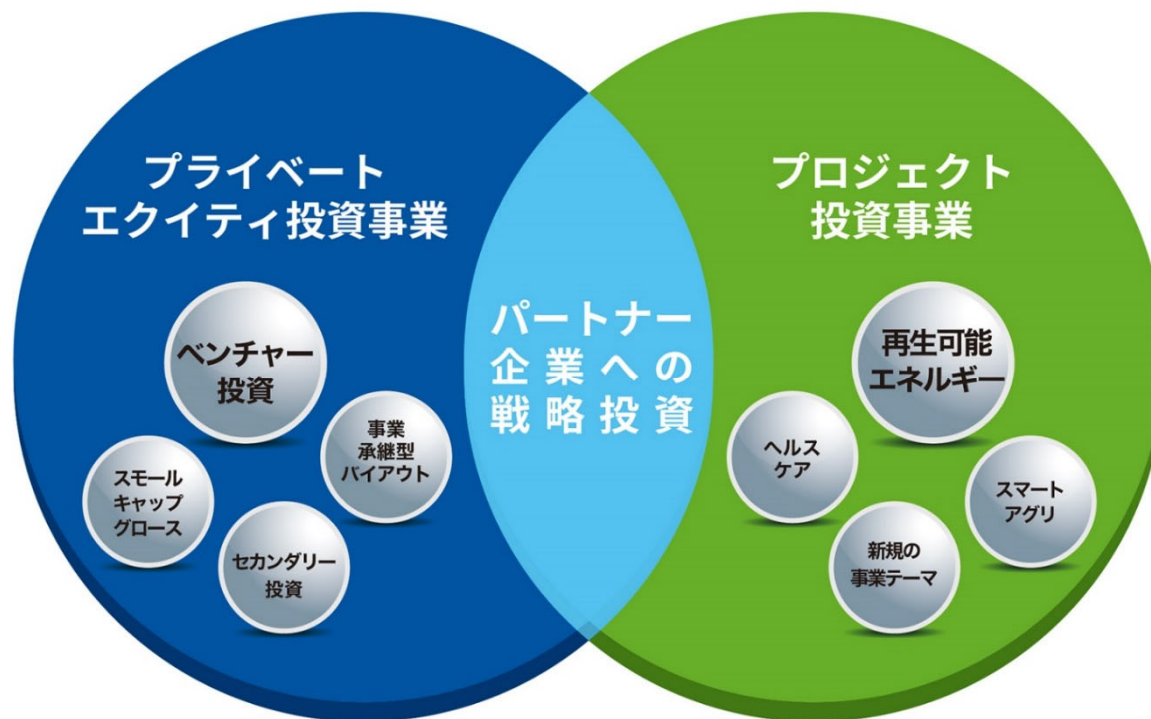 プライベート
エクイティ投資事業
ベンチャー
投資
事業
承継型
バイアウト
スモール
キャップ
グロース
セカンダリー
投資
パートナー
企業への
戦略投資
プロジェクト
投資事業
再生可能
エネルギー
ヘルス
ケア
スマート
アグリ
新規の
事業テーマ